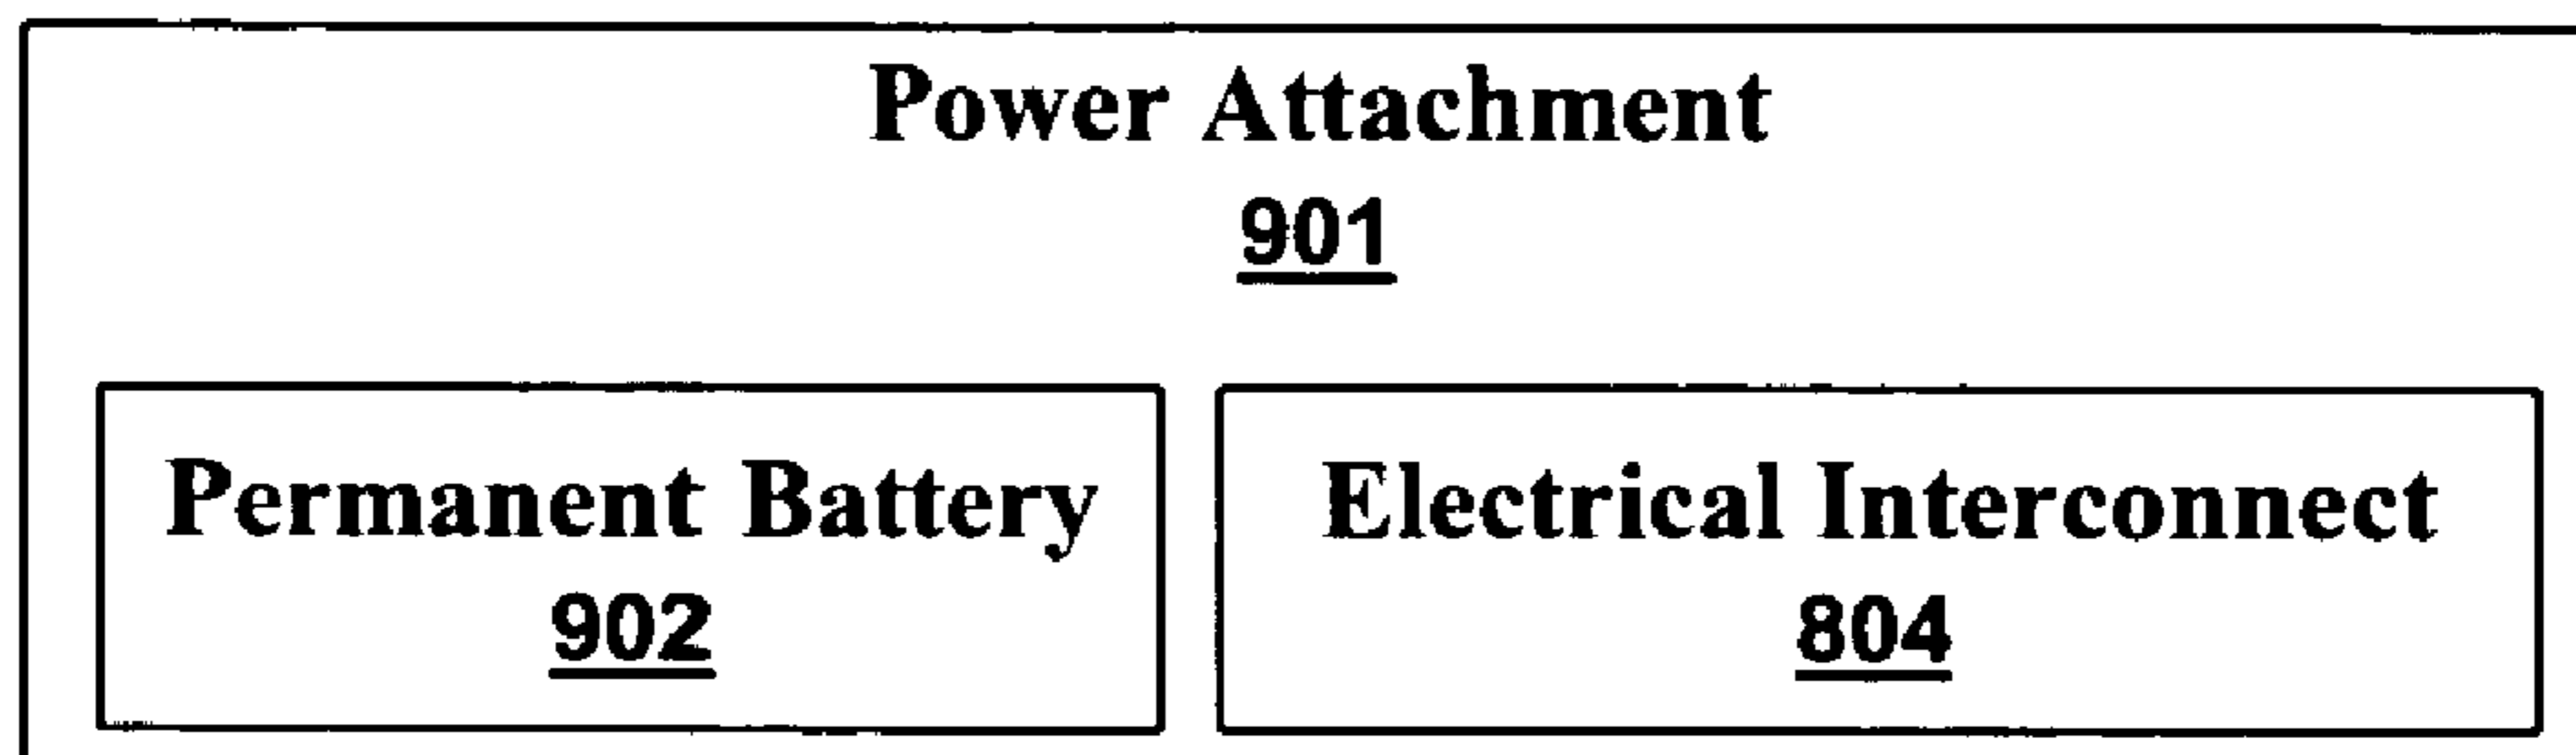 Power Attachment
901
Permanent Battery
902
Electrical Interconnect
804